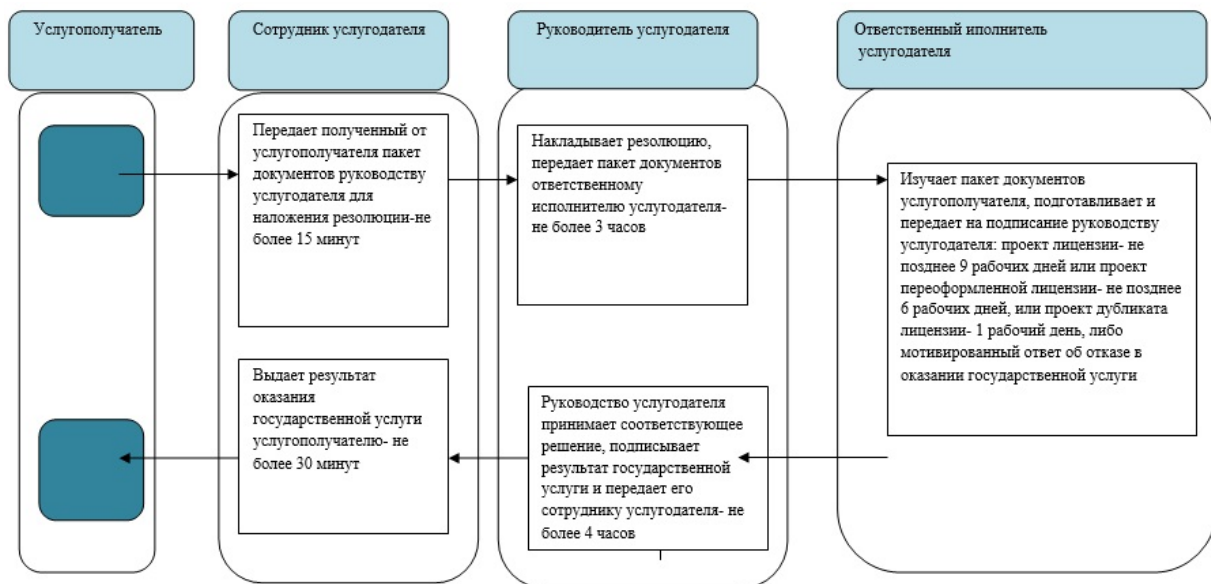 Услугополучатель
Сотрудник услугодателя
Руководитель услугодателя
Ответственный иполнитель
услугодателя
Передает полученный от
услугополучателя пакет
документов руководству
услугодателя для
наложения резолюции-не
более 15 минут
Накладывает резолюцию,
передает пакет документов
ответственному
исполнителю услугодателя-
не более 3 часов
Изучает пакет документов
услугополучателя, подготавливает и
передает на подписание руководству
услугодателя: проект лицензии- не
позднее 9 рабочих дней или проект
переоформленной лицензии- не позднее
6 рабочих дней, или проект дубликата
лицензии- 1 рабочий день, либо
мотивированный ответ об отказе в
оказании государственной услуги
Выдает результат
оказания
государственной услуги
услугополучателю- не
более 30 минут
Руководство услугодателя
принимает соответствующее
решение, подписывает
результат государственной
услуги и передает его
сотруднику услугодателя- не
более 4 часов